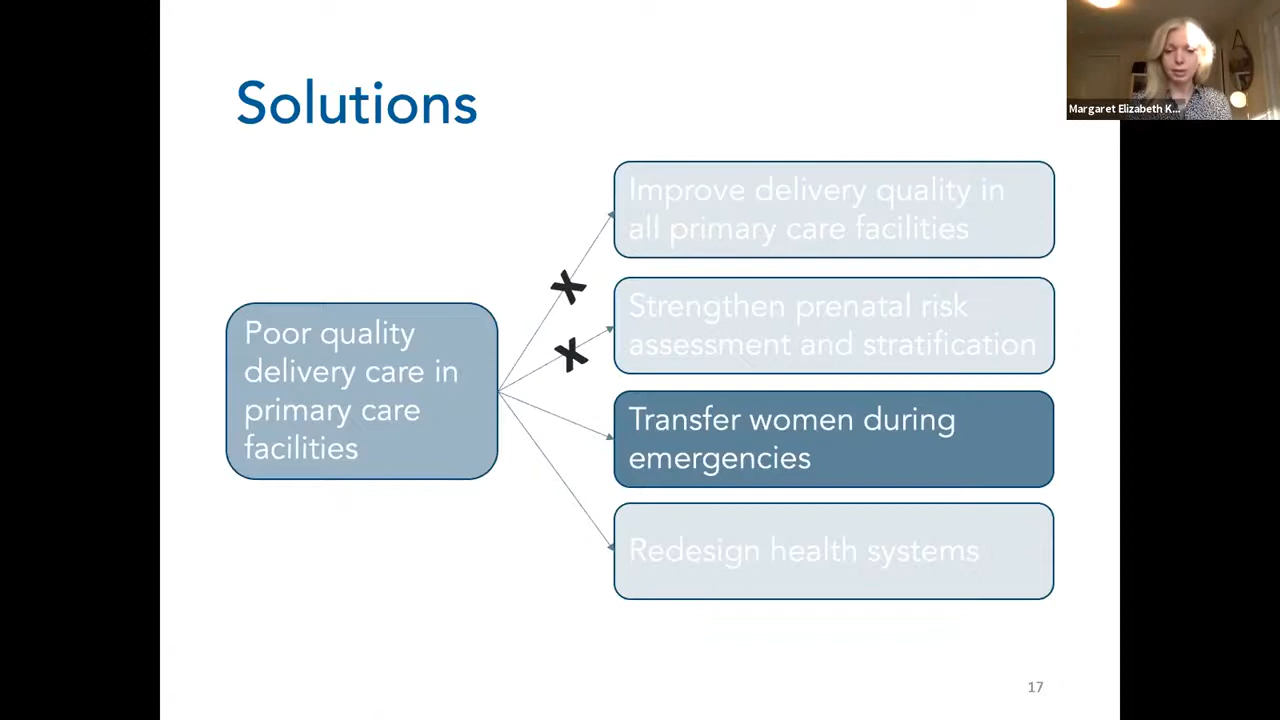 Solutions
Margaret Elizabeth K...
Improve delivery quality in
all primary care facilities
Strengthen prenatal risk
assessment and stratification
Poor quality
delivery care in
primary care
facilities
Transfer women during
emergencies
Redesign health systems
17